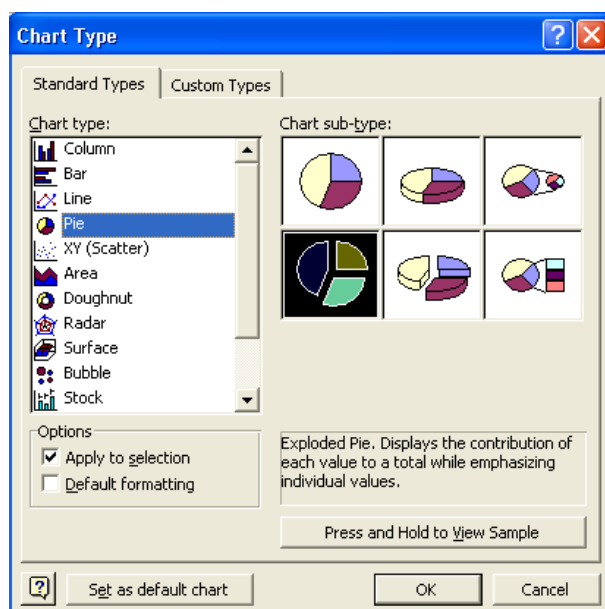 Chart Type
Standard Types
Custom Types
Chart type:
Column
Bar
Line
Pie
XY (Scatter)
Area
Doughnut
Radar
Surface
Bubble
Stock
Chart sub-type:
Options
Apply to selection
Default formatting
Exploded Pie. Displays the contribution of
each value to a total while emphasizing
individual values.
Press and Hold to View Sample
Set as default chart
OK
Cancel